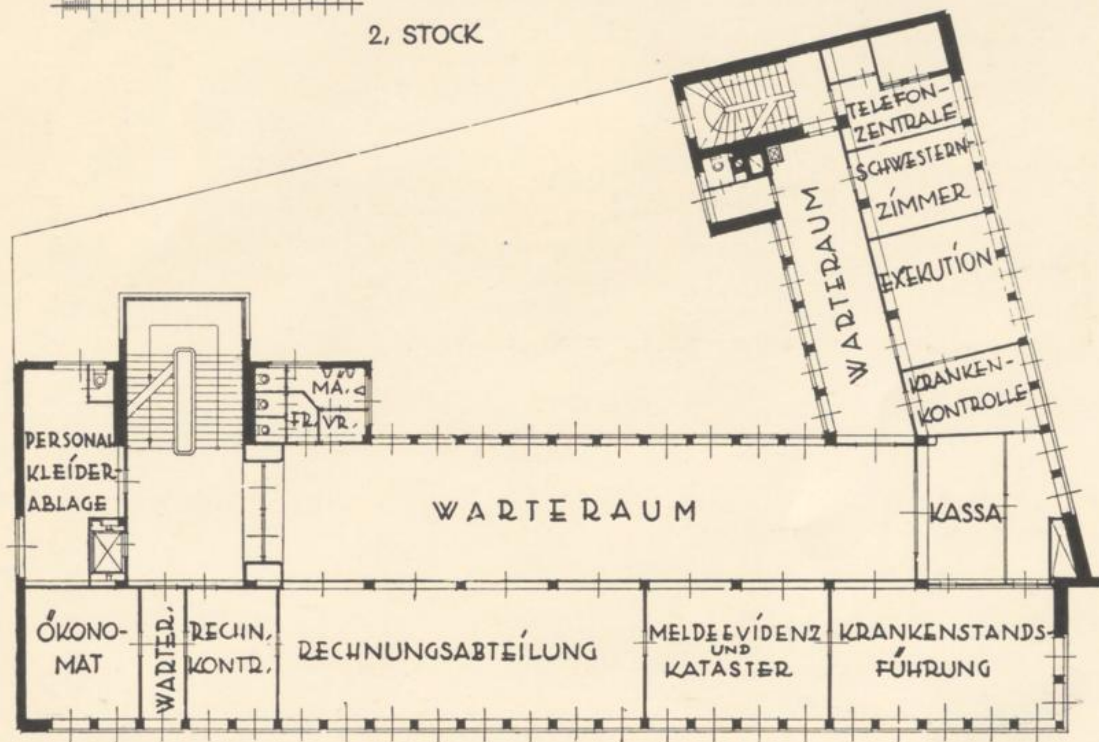 2, STOCK
TELEFON-
ZENTRALE
SCHWESTERN-
ZIMMER
WARTERAUM
EXEKUTION
KRANKEN-
KONTROLLE
MÄ.
FR.
VR.
PERSONAL
KLEIDER-
ABLAGE
WARTERAUM
KASSA
ÖKONO-
MAT
WARTER.
RECHN.
KONTR.
RECHNUNGSABTEILUNG
MELDEEVIDENZ
UND
KATASTER
KRANKENSTANDS-
FÜHRUNG